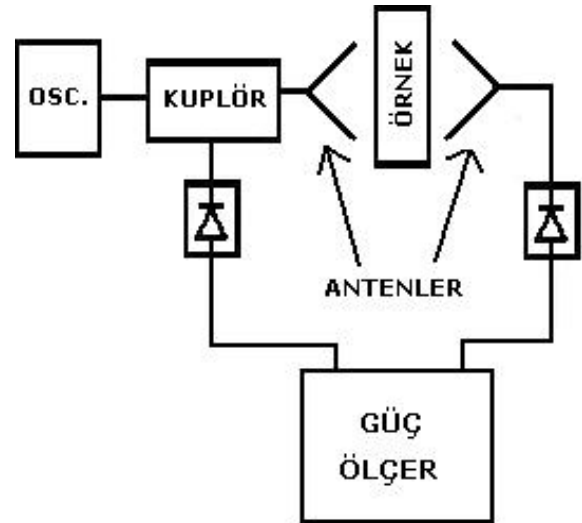 OSC.
KUPLÖR
ÖRNEK
ANTENLER
GÜÇ
ÖLÇER